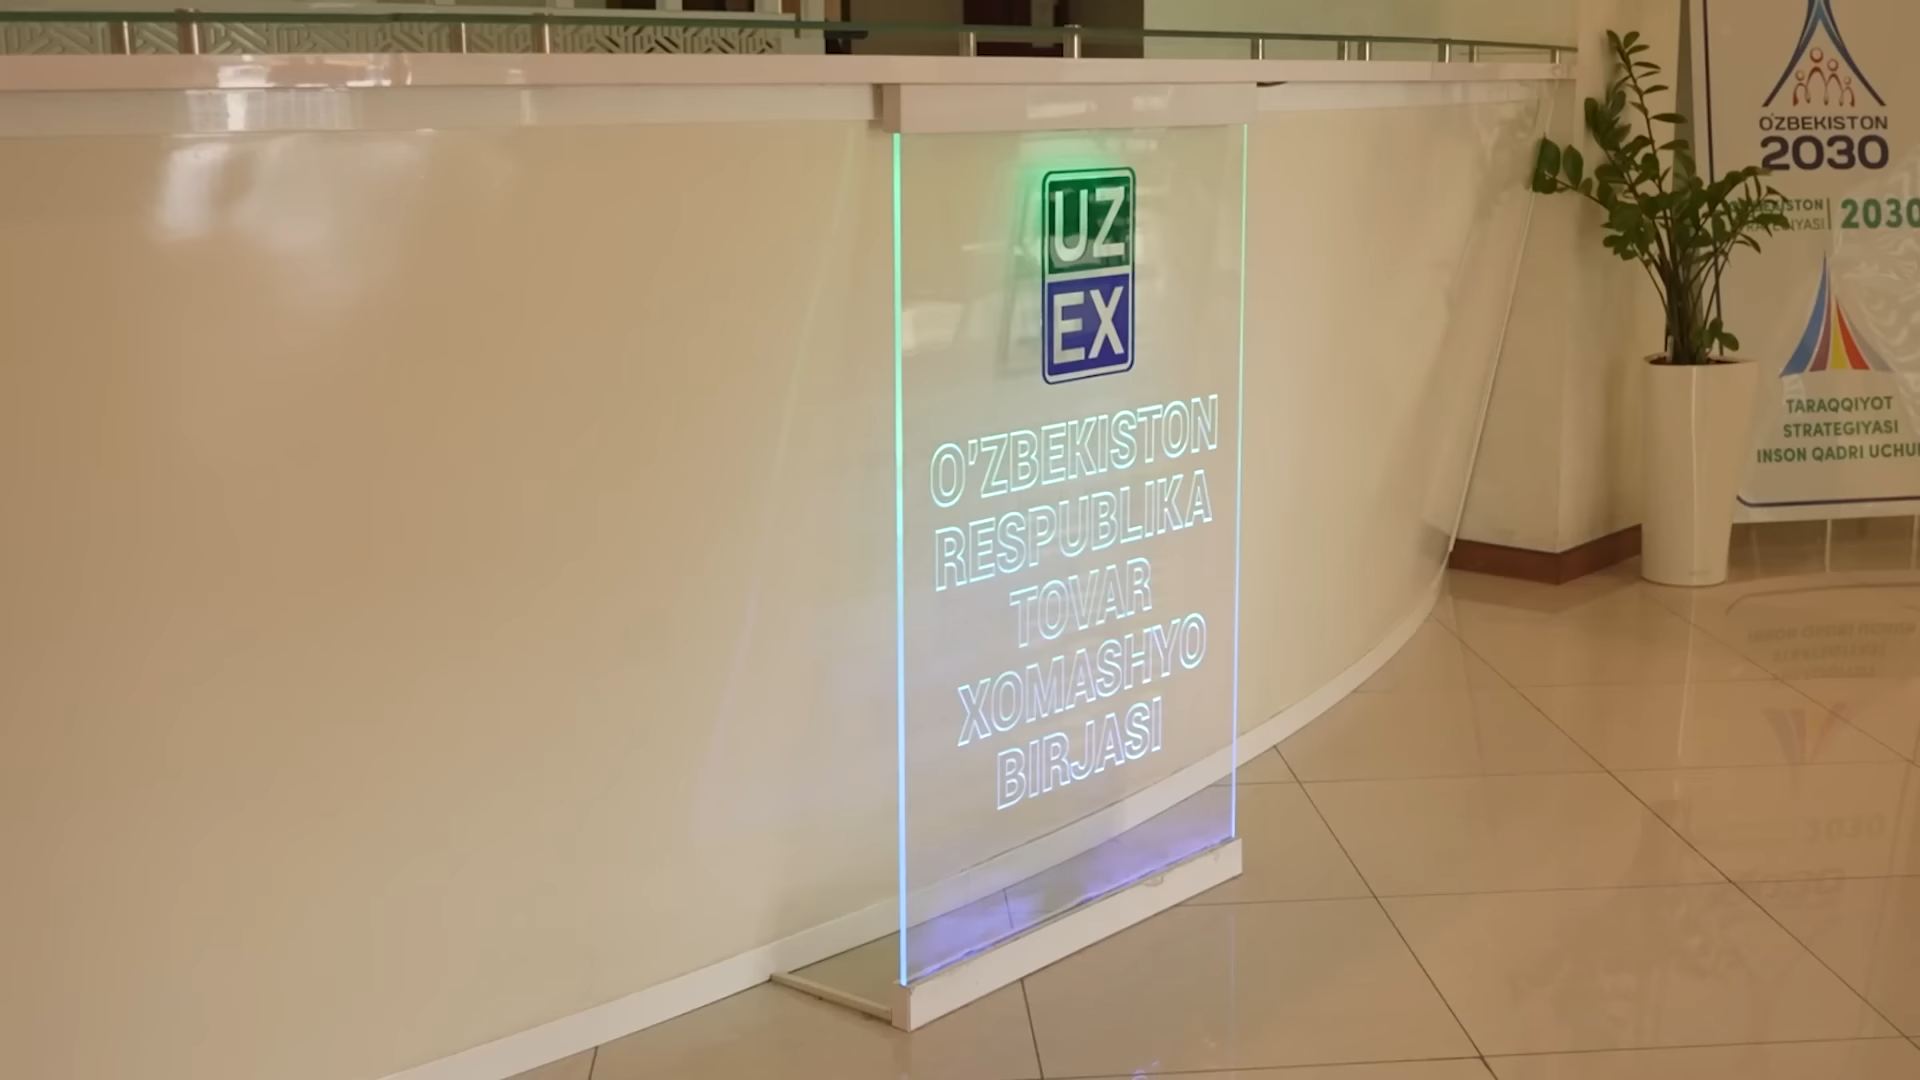 UZ
EX
O'ZBEKISTON
RESPUBLIKA
TOVAR
XOMASHYO
BIRJASI
O'ZBEKISTON
2030
2030
TARAQQIYOT
STRATEGIYASI
INSON QADRI UCHUN